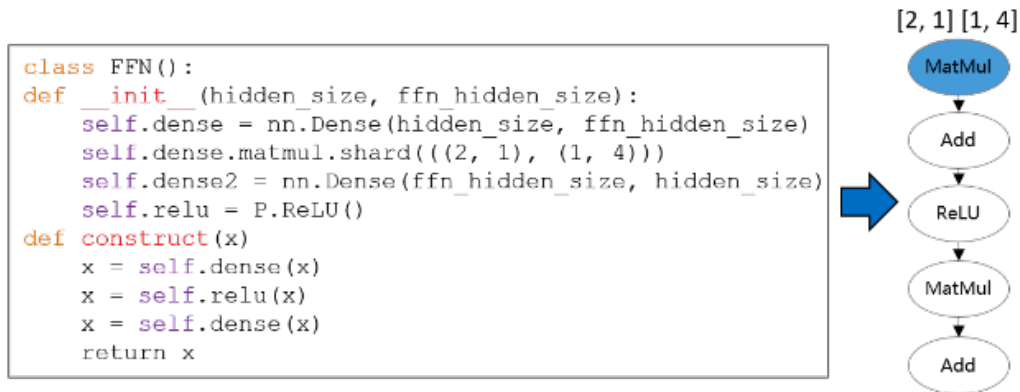 [2, 1] [1, 4]
class FFN():
def __init__(hidden_size, ffn_hidden_size):
    self.dense = nn.Dense(hidden_size, ffn_hidden_size)
    self.dense.matmul.shard(((2, 1), (1, 4)))
    self.dense2 = nn.Dense(ffn_hidden_size, hidden_size)
    self.relu = P.ReLU()
def construct(x)
    x = self.dense(x)
    x = self.relu(x)
    x = self.dense(x)
    return x
MatMul
Add
ReLU
MatMul
Add